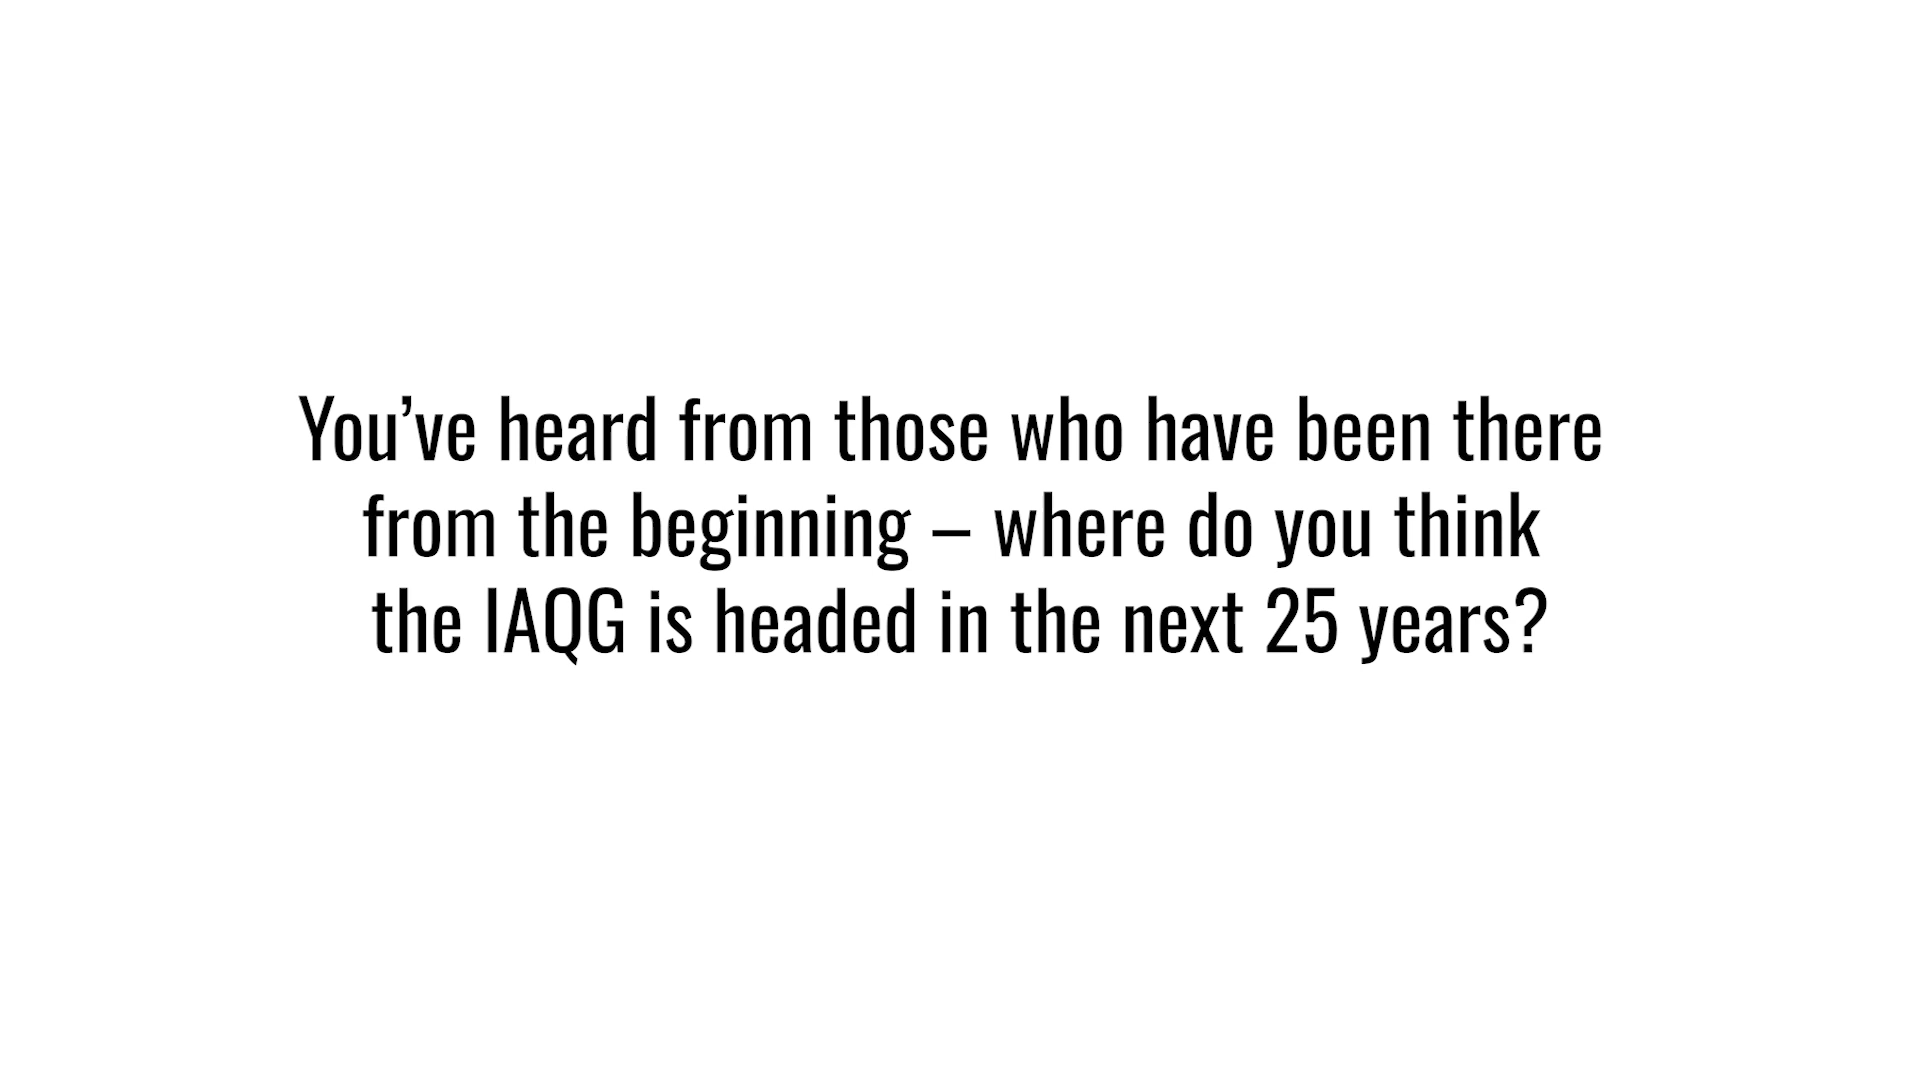 You’ve heard from those who have been there
from the beginning – where do you think
the IAQG is headed in the next 25 years?